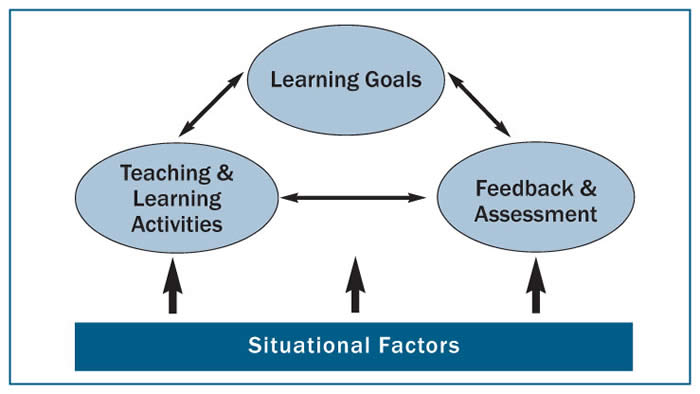 Learning Goals
Teaching &
Learning
Activities
Feedback &
Assessment
Situational Factors